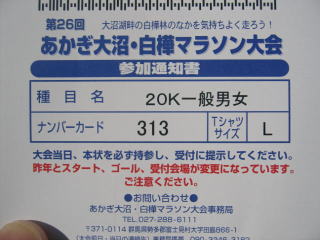 第26回
大沼湖畔の白樺林のなかを気持ちよく走ろう!
あかぎ大沼・白樺マラソン大会
参加通知書
種目名 20K一般男女
ナンバーカード 313 Tシャツサイズ L
大会当日、本状を必ず持参し、受付に提示してください。
昨年とスタート、ゴール、受付会場が変更になっています。
ご注意ください。
●お問い合わせ●
あかぎ大沼・白樺マラソン大会事務局
TEL.027-288-6111
〒371-0114 群馬県勢多郡富士見村大字田島866-1